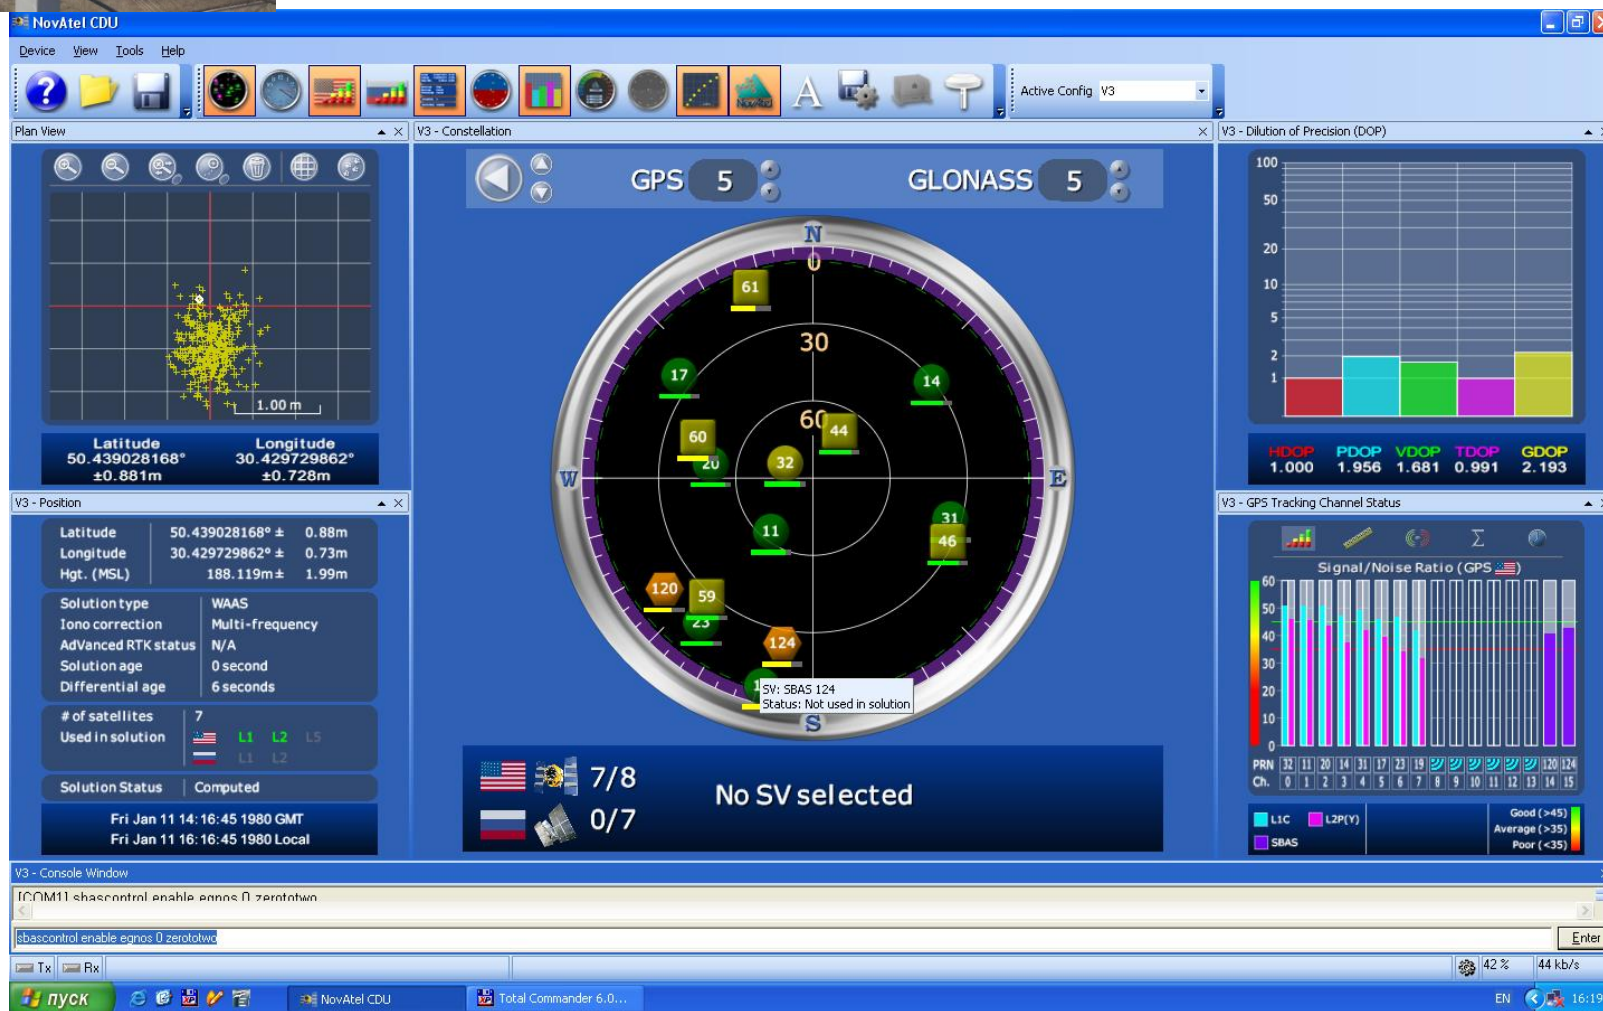 NovAtel CDU
Device View Tools Help
Active Config V3
Plan View
1.00 m
Latitude Longitude
50.439028168° 30.429729862°
±0.881m ±0.728m
V3 - Position
Latitude 50.439028168° ± 0.88m
Longitude 30.429729862° ± 0.73m
Hgt. (MSL) 188.119m ± 1.99m
Solution type WAAS
Iono correction Multi-frequency
AdVanced RTK status N/A
Solution age 0 second
Differential age 6 seconds
# of satellites 7
Used in solution L1 L2 L5
L1 L2
Solution Status Computed
Fri Jan 11 14:16:45 1980 GMT
Fri Jan 11 16:16:45 1980 Local
V3 - Constellation
GPS 5 GLONASS 5
N
0
61
30
17
14
60
44
60
20
32
W
E
11
31
46
120
59
23
124
SV: SBAS 124
Status: Not used in solution
S
7/8
No SV selected
0/7
V3 - Dilution of Precision (DOP)
100
50
20
10
5
2
1
HDOP PDOP VDOP TDOP GDOP
1.000 1.956 1.681 0.991 2.193
V3 - GPS Tracking Channel Status
Σ
Signal/Noise Ratio (GPS )
60
50
40
30
20
10
0
PRN 32 11 20 14 31 17 23 19 120 124
Ch. 0 1 2 3 4 5 6 7 8 9 10 11 12 13 14 15
L1C L2P(Y)
SBAS
Good (>45)
Average (>35)
Poor (<35)
V3 - Console Window
[COM1] sbascontrol enable egnos 0 zerototwo
sbascontrol enable egnos 0 zerototwo
Enter
Tx Rx
42 % 44 kb/s
пуск NovAtel CDU Total Commander 6.0... EN 16:19